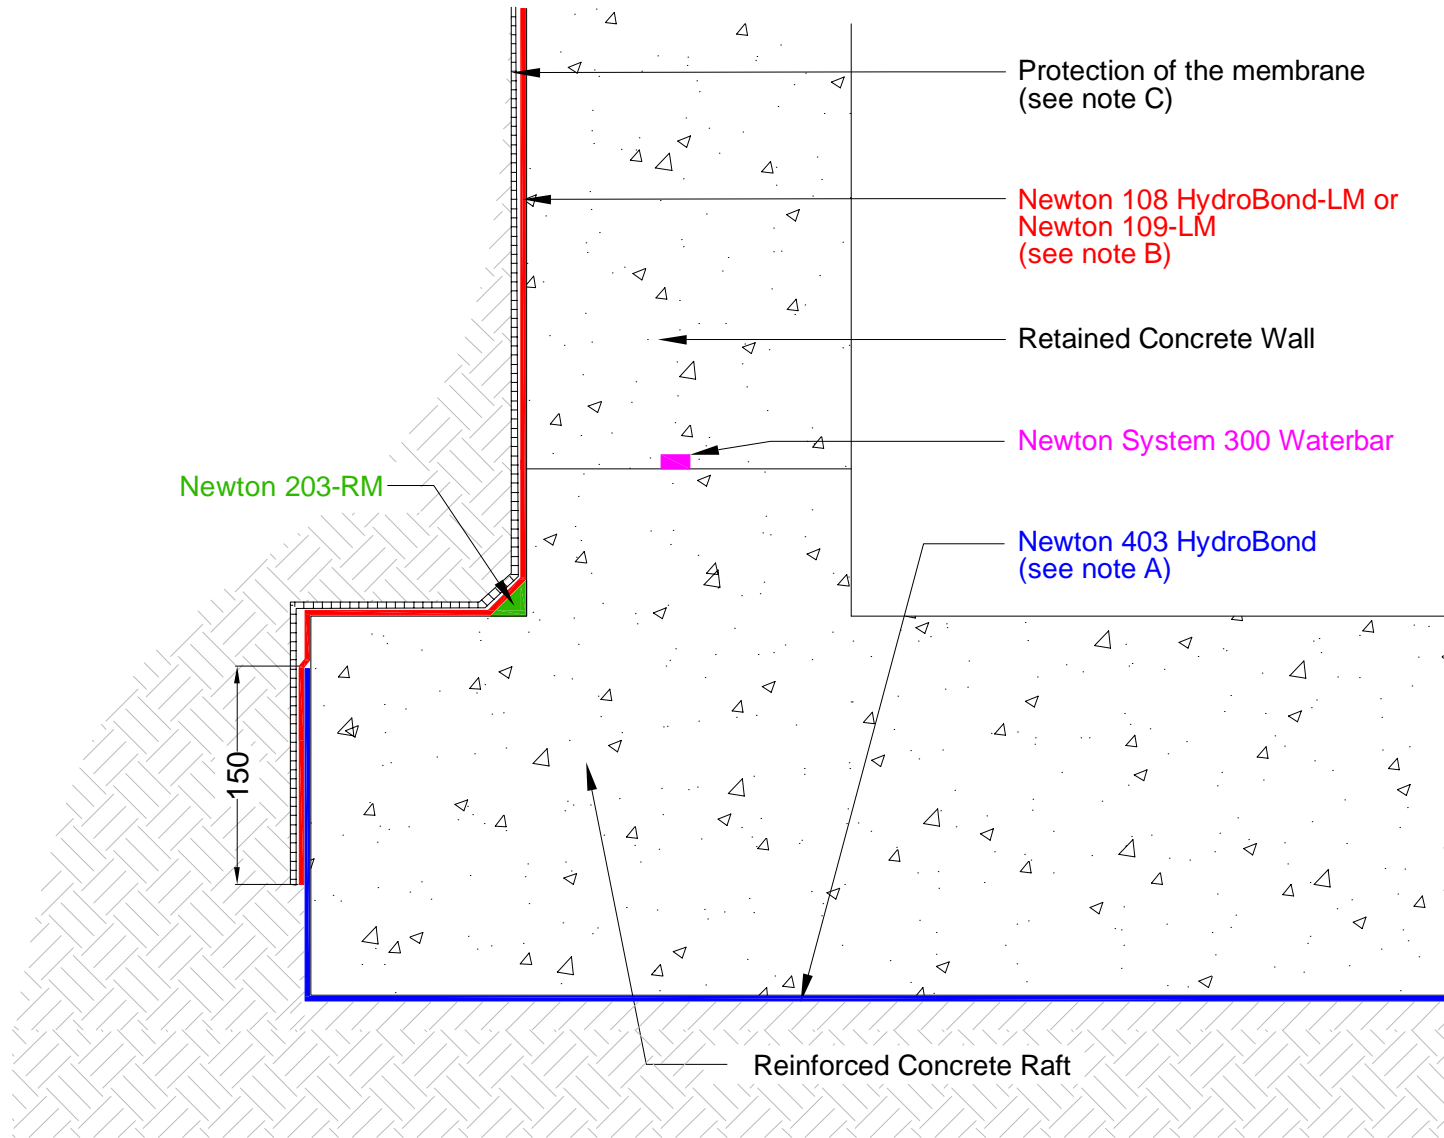 Protection of the membrane
(see note C)
Newton 108 HydroBond-LM or
Newton 109-LM
(see note B)
Retained Concrete Wall
Newton System 300 Waterbar
Newton 203-RM
Newton 403 HydroBond
(see note A)
150
Reinforced Concrete Raft